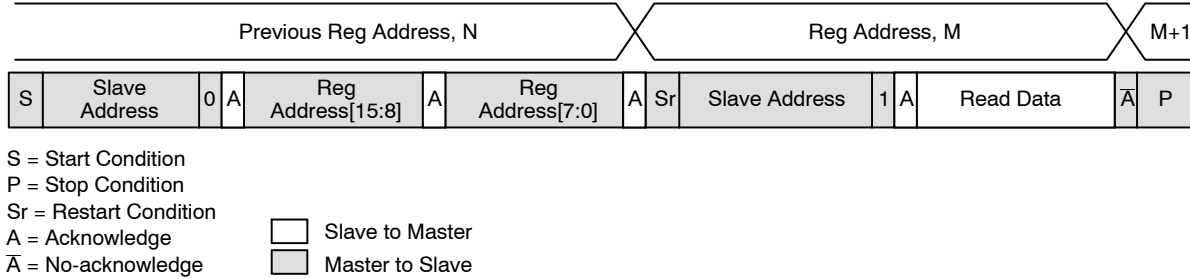 Previous Reg Address, N Reg Address, M M+1
S Slave Address 0 A Reg Address[15:8] A Reg Address[7:0] A Sr Slave Address 1 A Read Data A̅ P
S = Start Condition
P = Stop Condition
Sr = Restart Condition
A = Acknowledge
A̅ = No-acknowledge
Slave to Master
Master to Slave